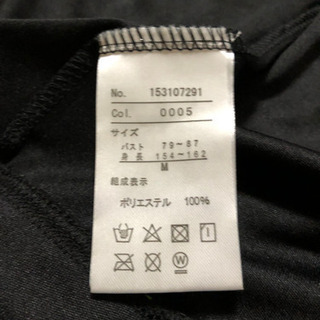 No. 153107291
Col. 0005
サイズ
バスト 79～87
身長 154～162
M
組成表示
ポリエステル 100%